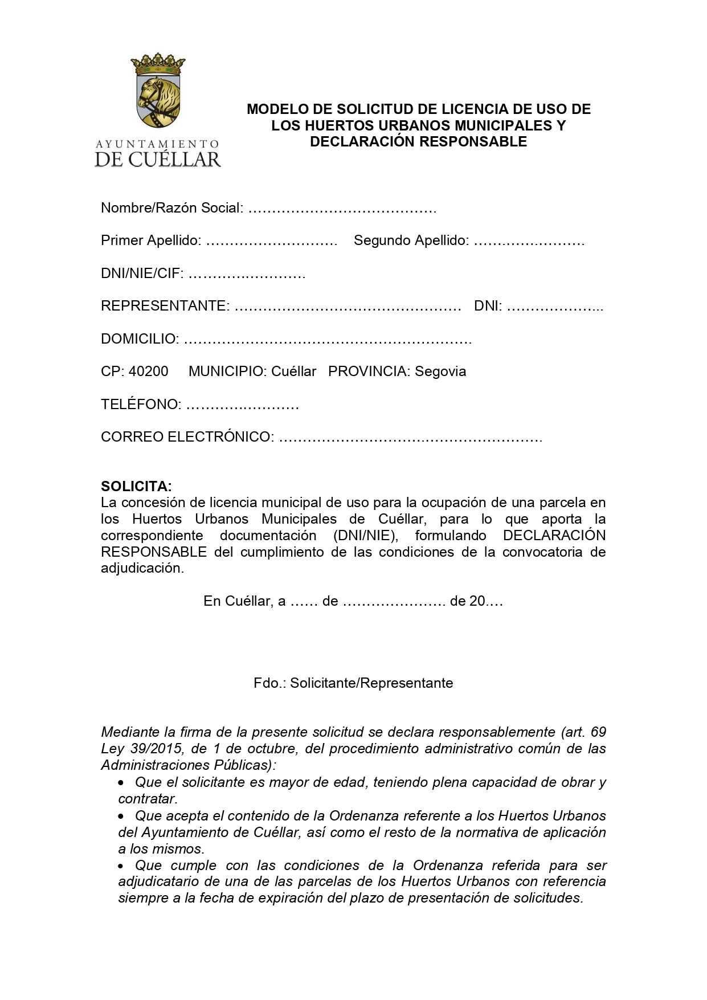 AYUNTAMIENTO
DE CUÉLLAR
MODELO DE SOLICITUD DE LICENCIA DE USO DE
LOS HUERTOS URBANOS MUNICIPALES Y
DECLARACIÓN RESPONSABLE
Nombre/Razón Social: ………………………………….
Primer Apellido: ………………………. Segundo Apellido: …………………….
DNI/NIE/CIF: …………………….
REPRESENTANTE: ………………………………………… DNI: ………………...
DOMICILIO: …………………………………………………….
CP: 40200 MUNICIPIO: Cuéllar PROVINCIA: Segovia
TELÉFONO: ……………………
CORREO ELECTRÓNICO: ……………………………………………….
SOLICITA:
La concesión de licencia municipal de uso para la ocupación de una parcela en
los Huertos Urbanos Municipales de Cuéllar, para lo que aporta la
correspondiente documentación (DNI/NIE), formulando DECLARACIÓN
RESPONSABLE del cumplimiento de las condiciones de la convocatoria de
adjudicación.
En Cuéllar, a …… de …………………. de 20.…
Fdo.: Solicitante/Representante
Mediante la firma de la presente solicitud se declara responsablemente (art. 69
Ley 39/2015, de 1 de octubre, del procedimiento administrativo común de las
Administraciones Públicas):
• Que el solicitante es mayor de edad, teniendo plena capacidad de obrar y
contratar.
• Que acepta el contenido de la Ordenanza referente a los Huertos Urbanos
del Ayuntamiento de Cuéllar, así como el resto de la normativa de aplicación
a los mismos.
• Que cumple con las condiciones de la Ordenanza referida para ser
adjudicatario de una de las parcelas de los Huertos Urbanos con referencia
siempre a la fecha de expiración del plazo de presentación de solicitudes.